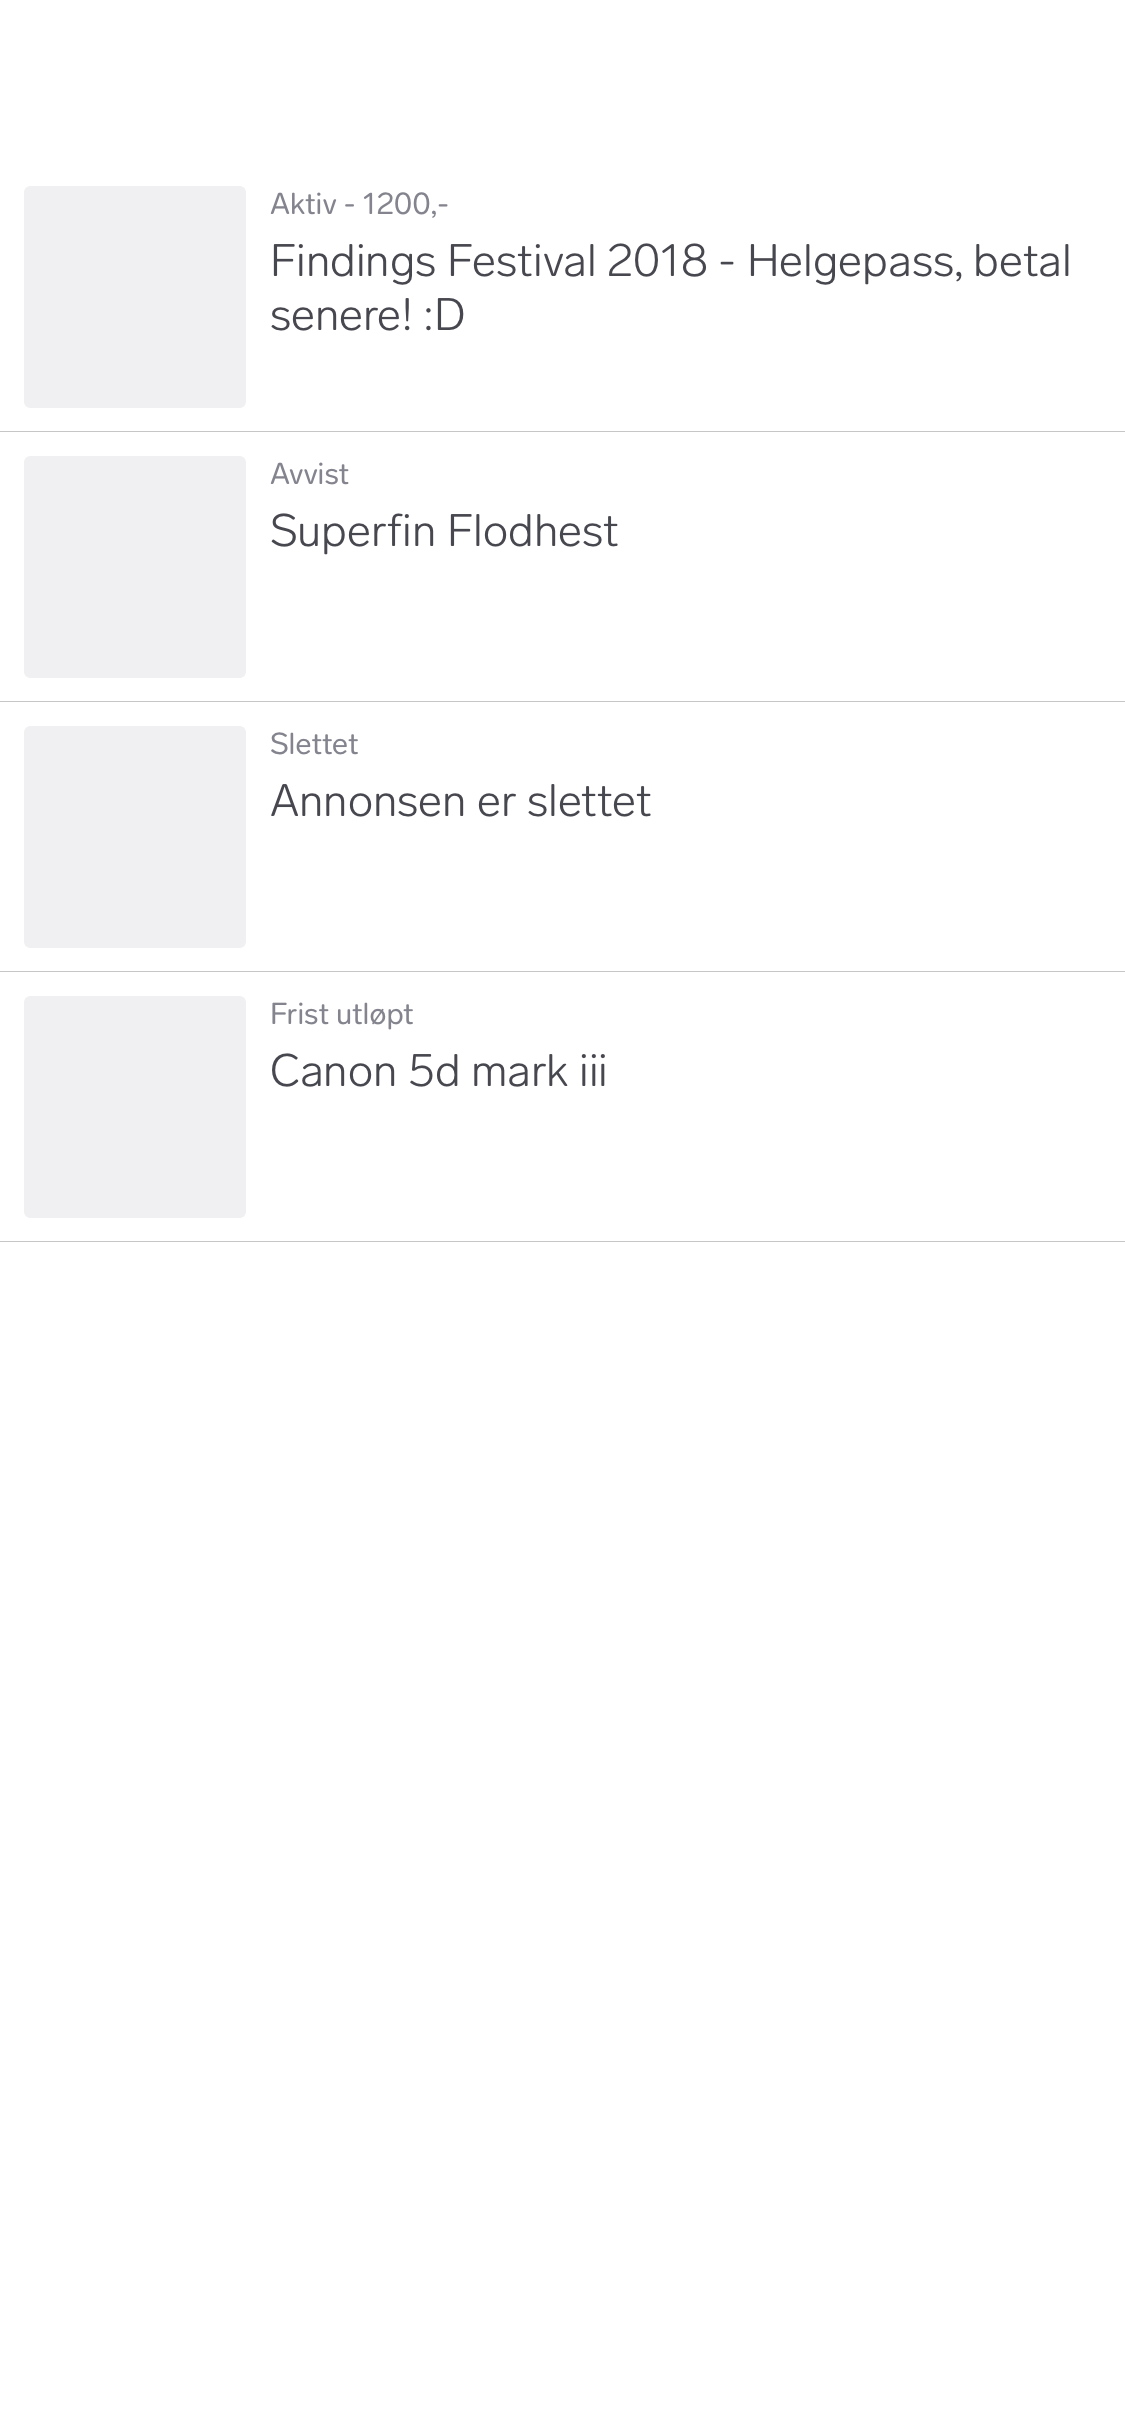 Aktiv - 1200,-
Findings Festival 2018 - Helgepass, betal
senere! :D
Avvist
Superfin Flodhest
Slettet
Annonsen er slettet
Frist utløpt
Canon 5d mark iii